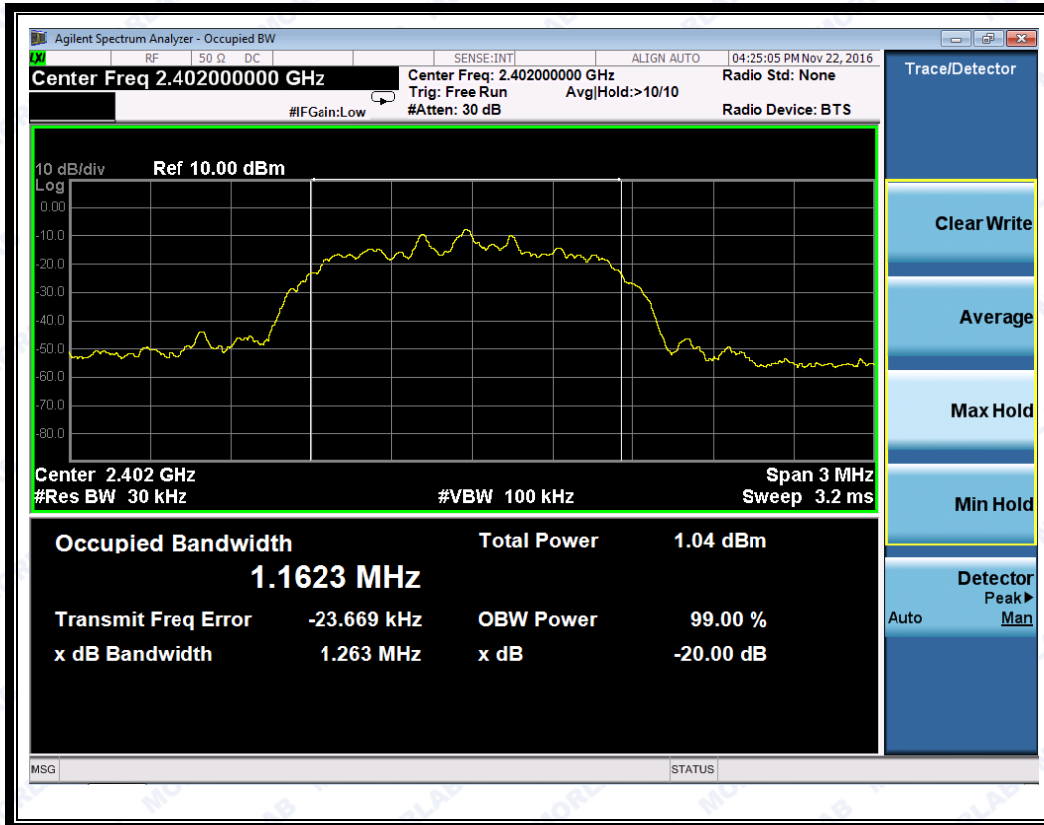 Agilent Spectrum Analyzer - Occupied BW
LXI RF 50 Ω DC SENSE:INT ALIGN AUTO 04:25:05 PM Nov 22, 2016
Center Freq 2.402000000 GHz
Center Freq: 2.402000000 GHz
Radio Std: None
Trig: Free Run Avg|Hold:>10/10
#IFGain:Low
#Atten: 30 dB
Radio Device: BTS
Trace/Detector
10 dB/div Ref 10.00 dBm
Log
0.00
-10.0
-20.0
-30.0
-40.0
-50.0
-60.0
-70.0
-80.0
Center 2.402 GHz Span 3 MHz
#Res BW 30 kHz #VBW 100 kHz Sweep 3.2 ms
Occupied Bandwidth Total Power 1.04 dBm
1.1623 MHz
Transmit Freq Error -23.669 kHz OBW Power 99.00 %
x dB Bandwidth 1.263 MHz x dB -20.00 dB
Clear Write
Average
Max Hold
Min Hold
Detector
Peak▶
Auto Man
MSG STATUS